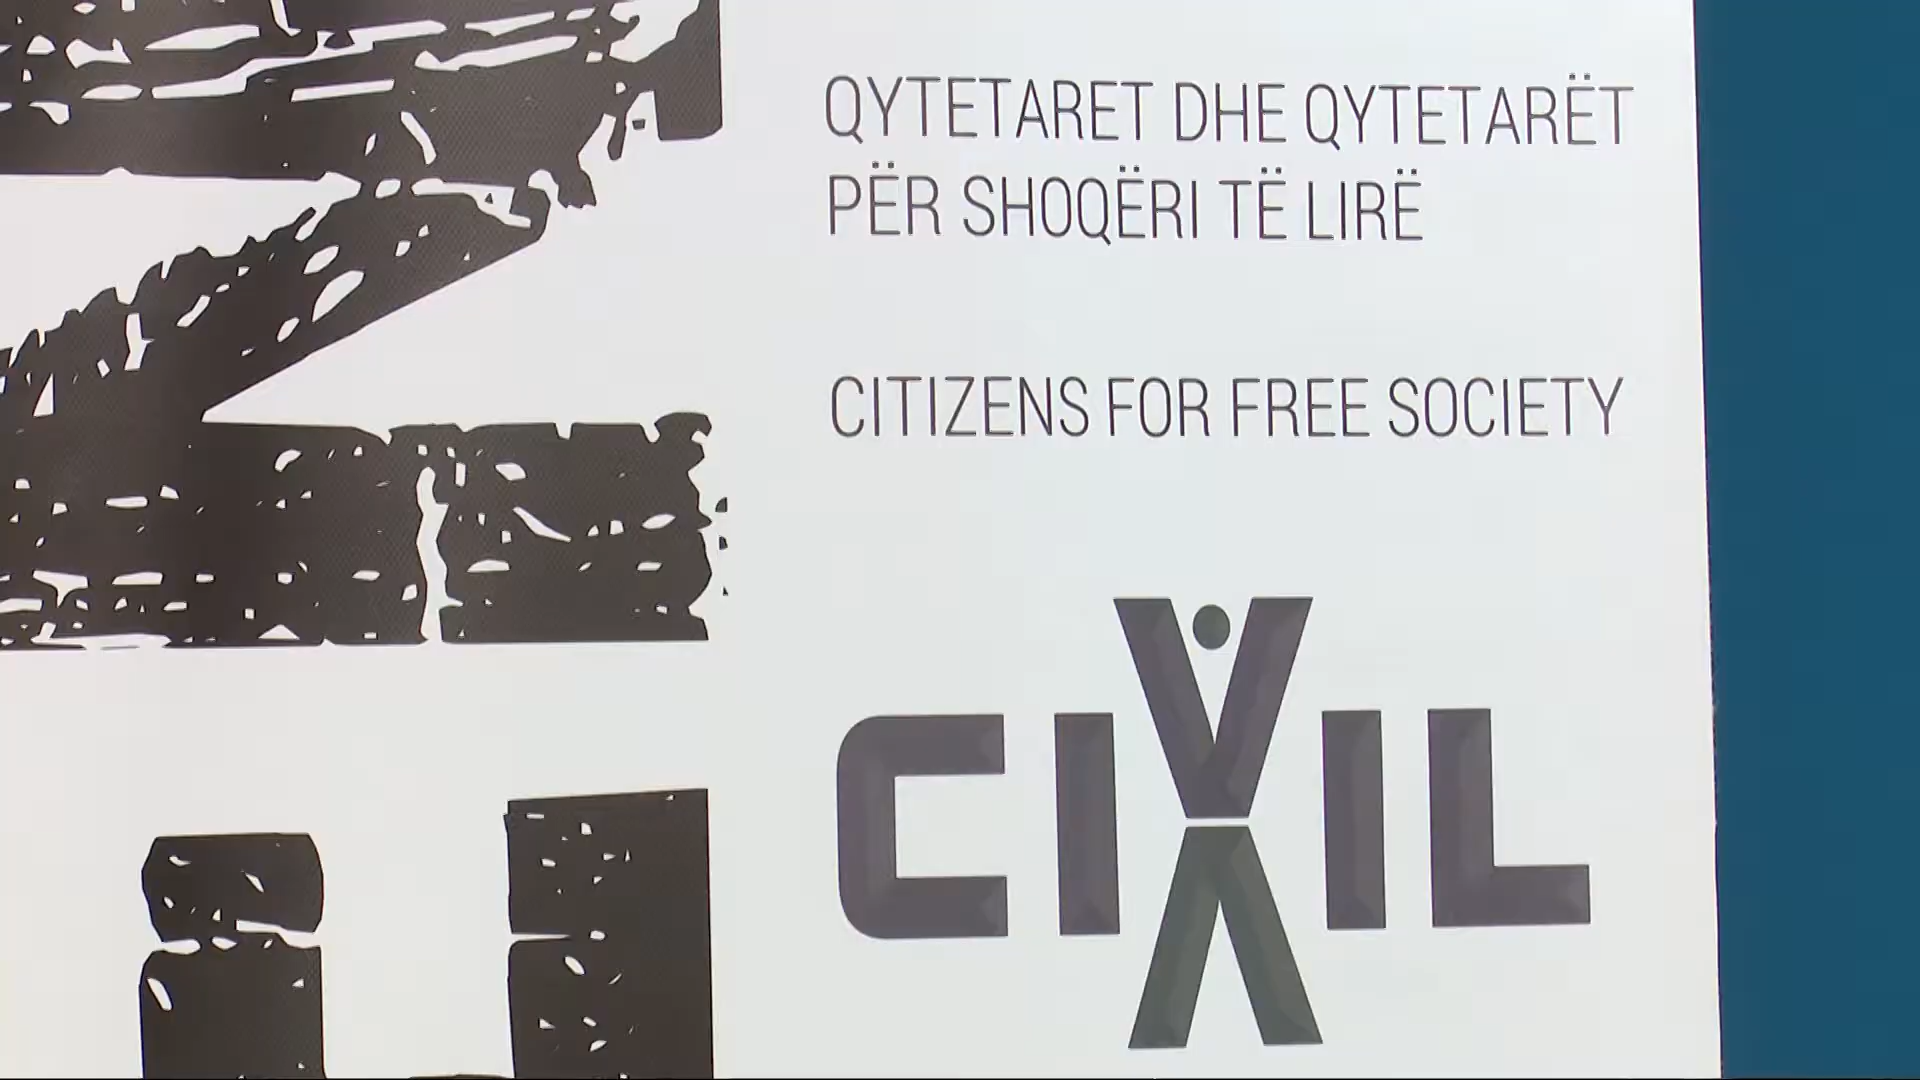 QYTETARET DHE QYTETARËT
PËR SHOQËRI TË LIRË
CITIZENS FOR FREE SOCIETY
CIVIL